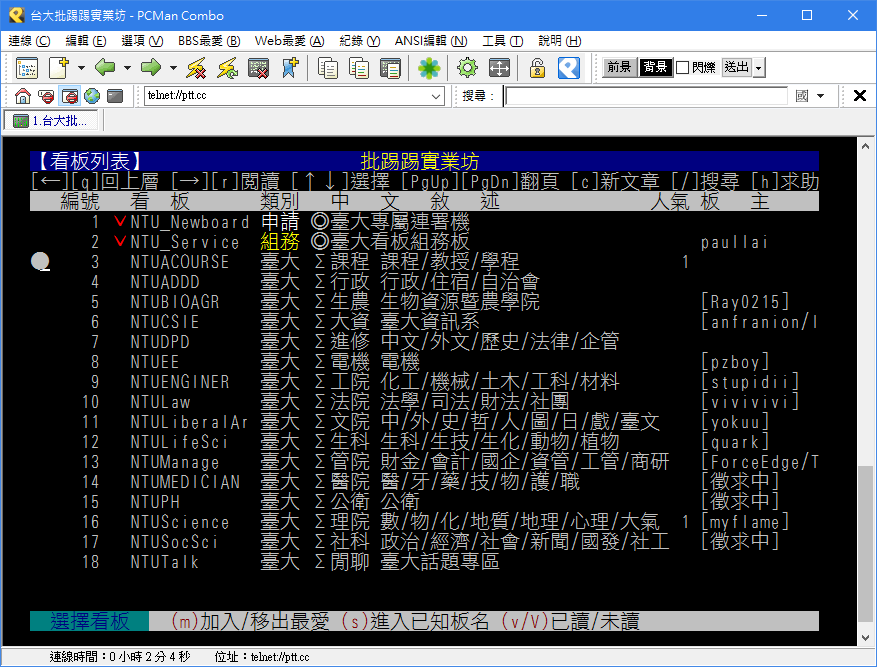 台大批踢踢實業坊 - PCMan Combo
連線 (C) 編輯 (E) 選項 (V) BBS最愛 (B) Web最愛 (A) 紀錄 (Y) ANSI編輯 (N) 工具 (T) 說明 (H)
前景 背景 閃爍 送出
telnet://ptt.cc 搜尋： 國
1.台大批...
【看板列表】 批踢踢實業坊
[←][q]回上層 [→][r]閱讀 [↑↓]選擇 [PgUp][PgDn]翻頁 [c]新文章 [/]搜尋 [h]求助
編號 看 板 類別 中 文 敘 述 人氣 板 主
1 ˇNTU_Newboard 申請 ◎臺大專屬連署機
2 ˇNTU_Service 組務 ◎臺大看板組務板 paullai
● 3 NTUACOURSE 臺大 Σ課程 課程/教授/學程 1
4 NTUADDD 臺大 Σ行政 行政/住宿/自治會
5 NTUBIOAGR 臺大 Σ生農 生物資源暨農學院 [Ray0215]
6 NTUCSIE 臺大 Σ大資 臺大資訊系 [anfranion/l
7 NTUDPD 臺大 Σ進修 中文/外文/歷史/法律/企管
8 NTUEE 臺大 Σ電機 電機 [pzboy]
9 NTUENGINER 臺大 Σ工院 化工/機械/土木/工科/材料 [stupidii]
10 NTULaw 臺大 Σ法院 法學/司法/財法/社團 [vivivivi]
11 NTULiberalAr 臺大 Σ文院 中/外/史/哲/人/圖/日/戲/臺文 [yokuu]
12 NTULifeSci 臺大 Σ生科 生科/生技/生化/動物/植物 [quark]
13 NTUManage 臺大 Σ管院 財金/會計/國企/資管/工管/商研 [ForceEdge/T
14 NTUMEDICIAN 臺大 Σ醫院 醫/牙/藥/技/物/護/職 [徵求中]
15 NTUPH 臺大 Σ公衛 公衛 [徵求中]
16 NTUScience 臺大 Σ理院 數/物/化/地質/地理/心理/大氣 1 [myflame]
17 NTUSocSci 臺大 Σ社科 政治/經濟/社會/新聞/國發/社工 [徵求中]
18 NTUTalk 臺大 Σ閒聊 臺大話題專區
選擇看板 (m)加入/移出最愛 (s)進入已知板名 (v/V)已讀/未讀
連線時間：0 小時 2 分 4 秒 位址：telnet://ptt.cc